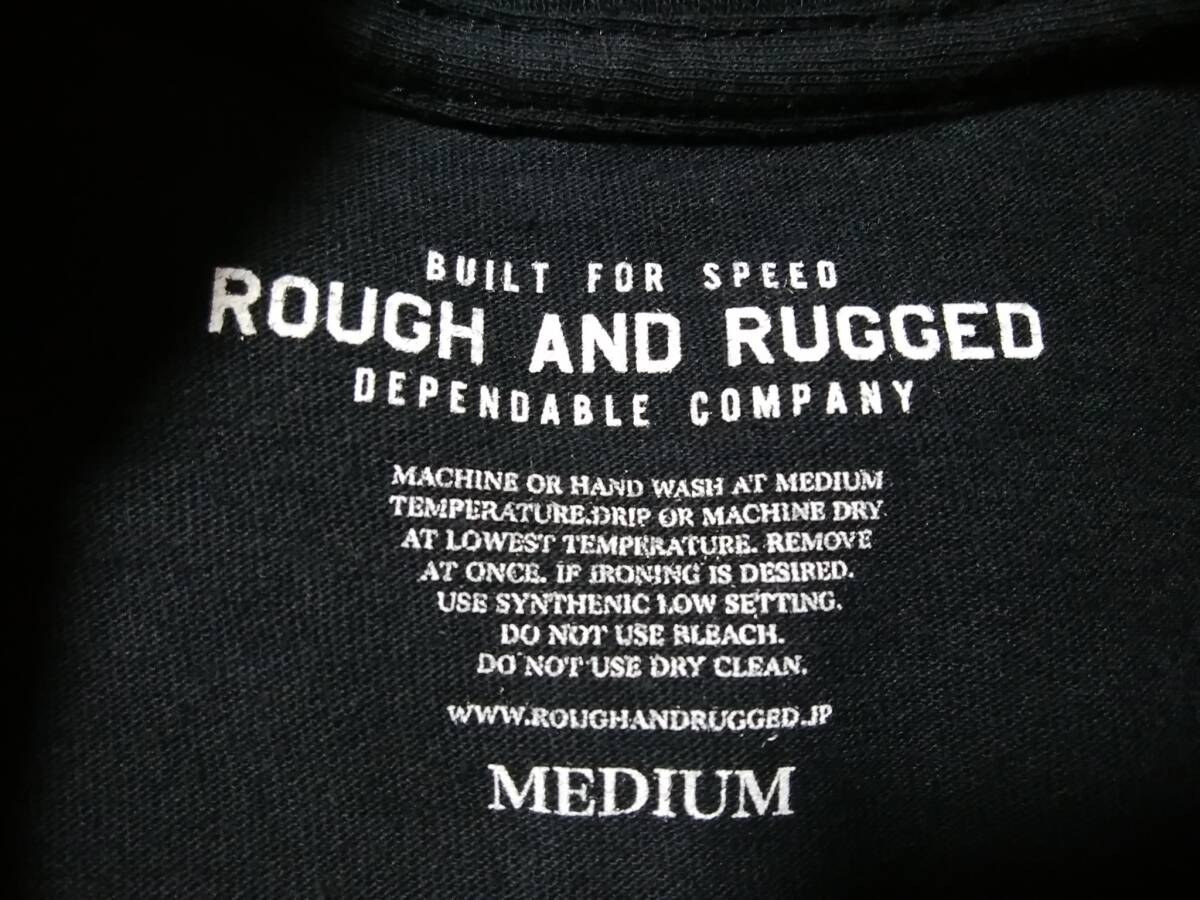 BUILT FOR SPEED
ROUGH AND RUGGED
DEPENDABLE COMPANY
MACHINE OR HAND WASH AT MEDIUM
TEMPERATURE.DRIP OR MACHINE DRY
AT LOWEST TEMPERATURE. REMOVE
AT ONCE. IF IRONING IS DESIRED.
USE SYNTHENIC LOW SETTING.
DO NOT USE BLEACH.
DO NOT USE DRY CLEAN.
WWW.ROUGHANDRUGGED.JP
MEDIUM